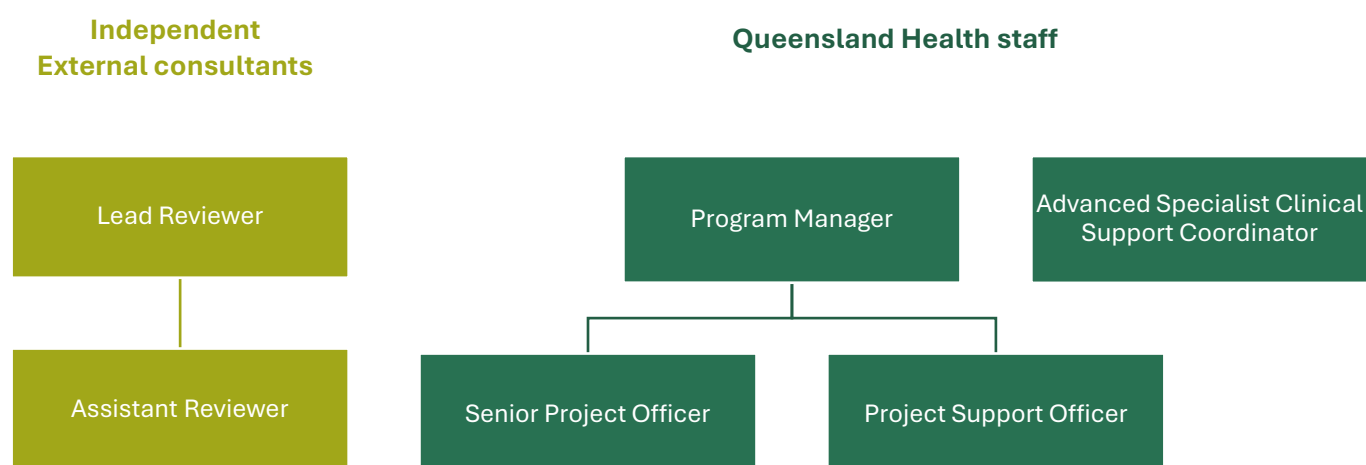 Independent
External consultants
Queensland Health staff
Lead Reviewer
Program Manager
Advanced Specialist Clinical
Support Coordinator
Assistant Reviewer
Senior Project Officer
Project Support Officer